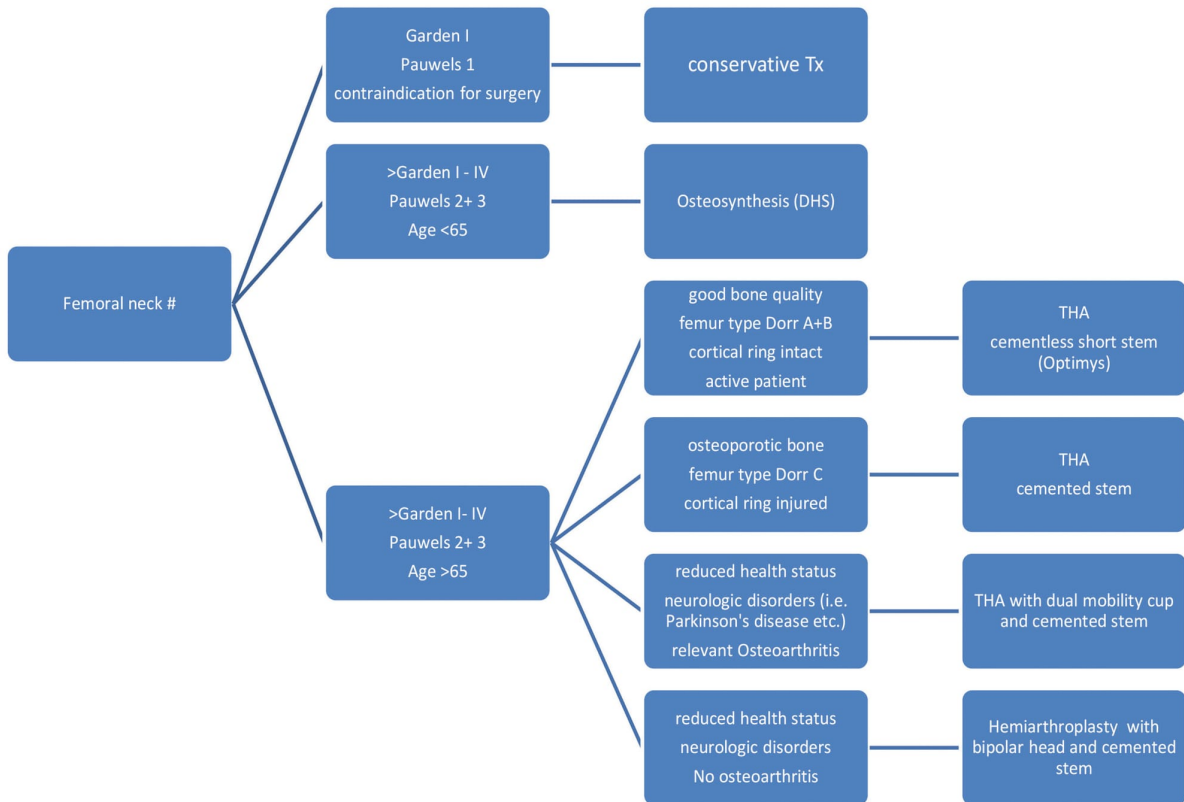 Femoral neck #
Garden I
Pauwels 1
contraindication for surgery
conservative Tx
>Garden I - IV
Pauwels 2+ 3
Age <65
Osteosynthesis (DHS)
>Garden I- IV
Pauwels 2+ 3
Age >65
good bone quality
femur type Dorr A+B
cortical ring intact
active patient
THA
cementless short stem
(Optimys)
osteoporotic bone
femur type Dorr C
cortical ring injured
THA
cemented stem
reduced health status
neurologic disorders (i.e.
Parkinson's disease etc.)
relevant Osteoarthritis
THA with dual mobility cup
and cemented stem
reduced health status
neurologic disorders
No osteoarthritis
Hemiarthroplasty with
bipolar head and cemented
stem